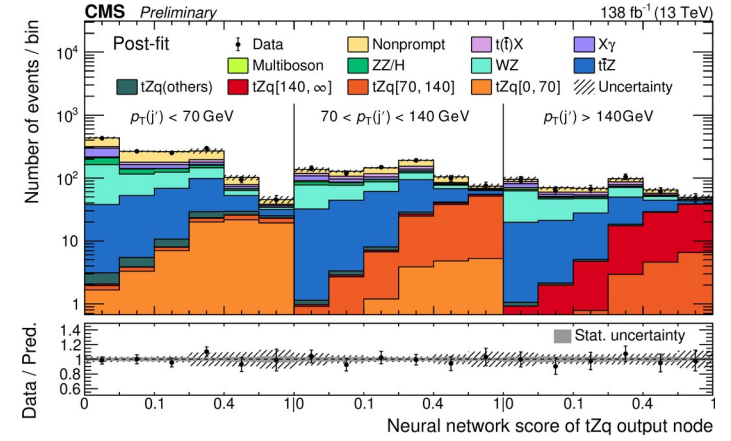 CMS Preliminary 138 fb⁻¹ (13 TeV)
Number of events / bin
10⁴
10³
10²
10
1
Post-fit Data Nonprompt t(t̄)X Xγ
Multiboson ZZ/H WZ tt̄Z
tZq(others) tZq[140, ∞] tZq[70, 140] tZq[0, 70] Uncertainty
pT(j′) < 70 GeV 70 < pT(j′) < 140 GeV pT(j′) > 140GeV
Data / Pred.
1.4
1.2
1
0.8
0.6
Stat. uncertainty
0 0.1 0.4 1|0 0.1 0.4 1|0 0.1 0.4 1
Neural network score of tZq output node